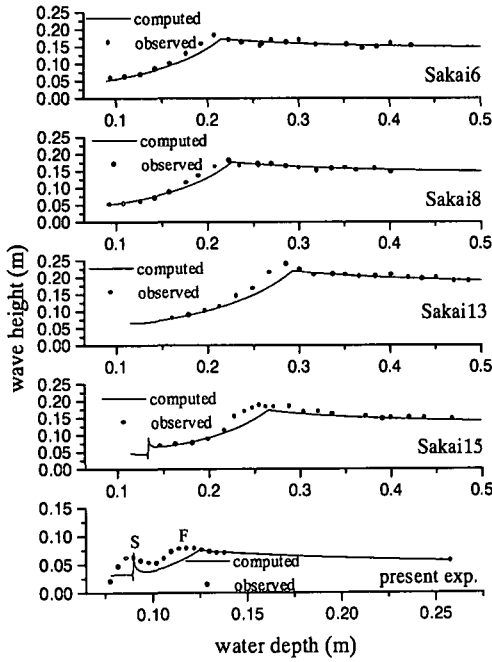 wave height (m)
0.25
0.20
0.15
0.10
0.05
0.00
computed
observed
Sakai6
0.1 0.2 0.3 0.4 0.5
0.25
0.20
0.15
0.10
0.05
0.00
computed
observed
Sakai8
0.1 0.2 0.3 0.4 0.5
0.25
0.20
0.15
0.10
0.05
0.00
computed
observed
Sakai13
0.1 0.2 0.3 0.4 0.5
0.25
0.20
0.15
0.10
0.05
0.00
computed
observed
Sakai15
0.1 0.2 0.3 0.4 0.5
0.15
0.10
0.05
0.00
S F
computed
observed
present exp.
0.10 0.15 0.20 0.25
water depth (m)